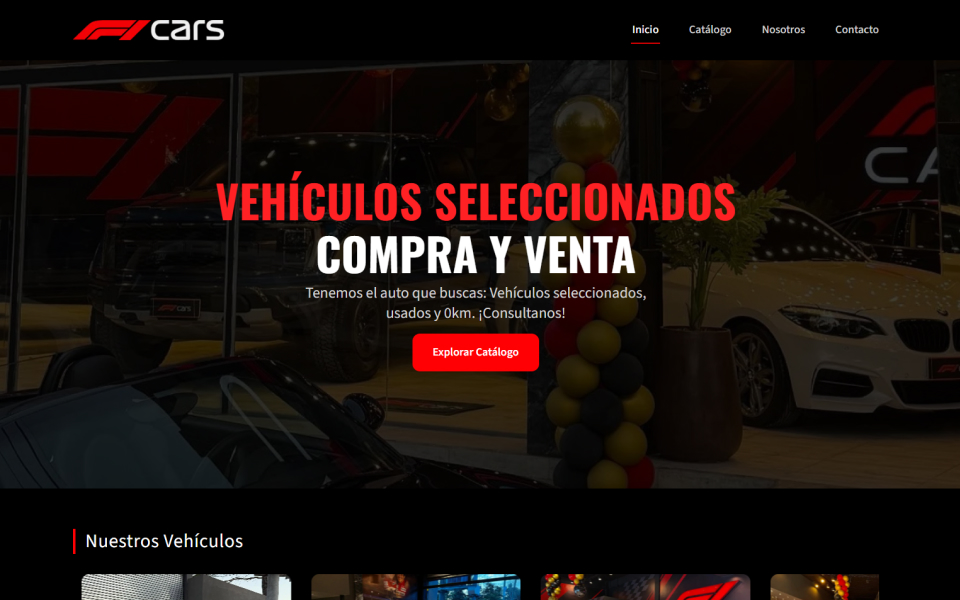 F1 cars
Inicio
Catálogo
Nosotros
Contacto
VEHÍCULOS SELECCIONADOS
COMPRA Y VENTA
Tenemos el auto que buscas: Vehículos seleccionados,
usados y 0km. ¡Consultanos!
Explorar Catálogo
Nuestros Vehículos